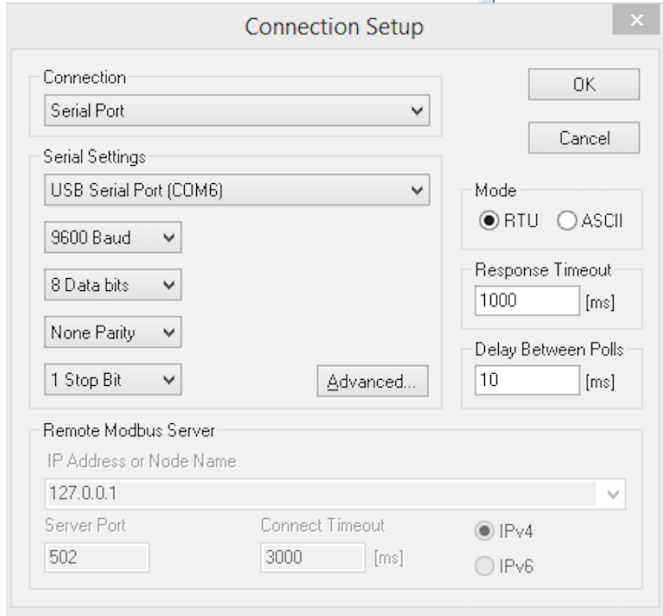 Connection Setup
Connection
Serial Port
OK
Cancel
Serial Settings
USB Serial Port (COM6)
9600 Baud
8 Data bits
None Parity
1 Stop Bit
Advanced...
Mode
RTU
ASCII
Response Timeout
1000 [ms]
Delay Between Polls
10 [ms]
Remote Modbus Server
IP Address or Node Name
127.0.0.1
Server Port
Connect Timeout
502
3000 [ms]
IPv4
IPv6